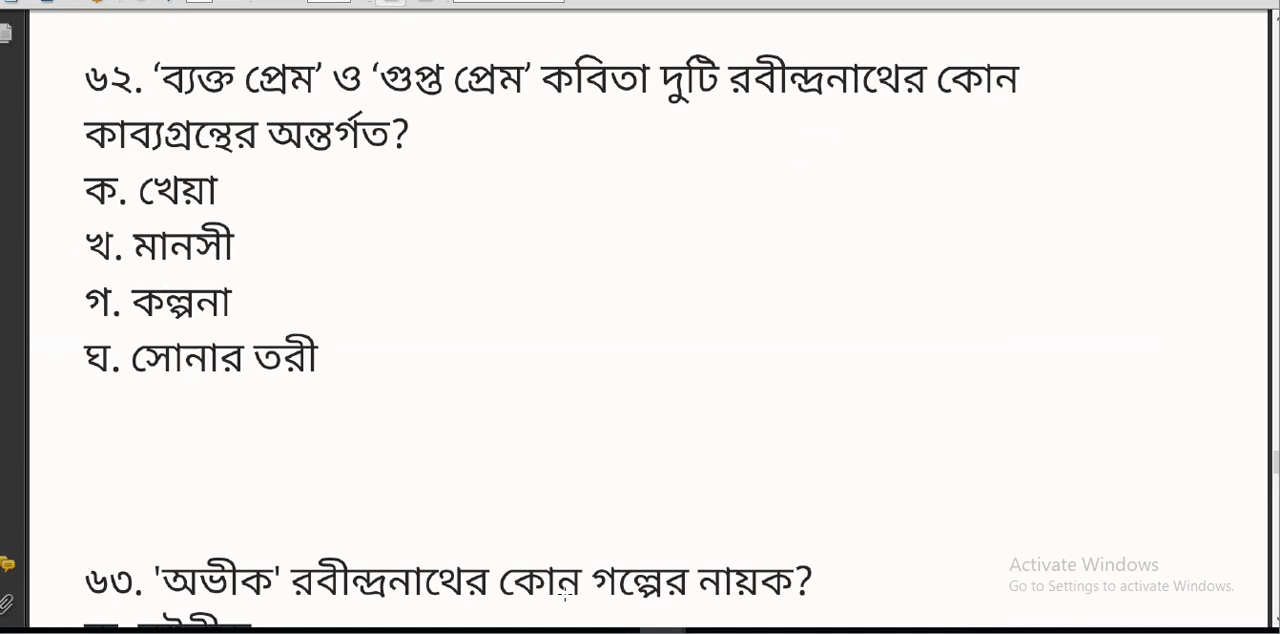 ৬২. ‘ব্যক্ত প্রেম’ ও ‘গুপ্ত প্রেম’ কবিতা দুটি রবীন্দ্রনাথের কোন
কাব্যগ্রন্থের অন্তর্গত?
ক. খেয়া
খ. মানসী
গ. কল্পনা
ঘ. সোনার তরী
৬৩. 'অভীক' রবীন্দ্রনাথের কোন গল্পের নায়ক?
Activate Windows
Go to Settings to activate Windows.